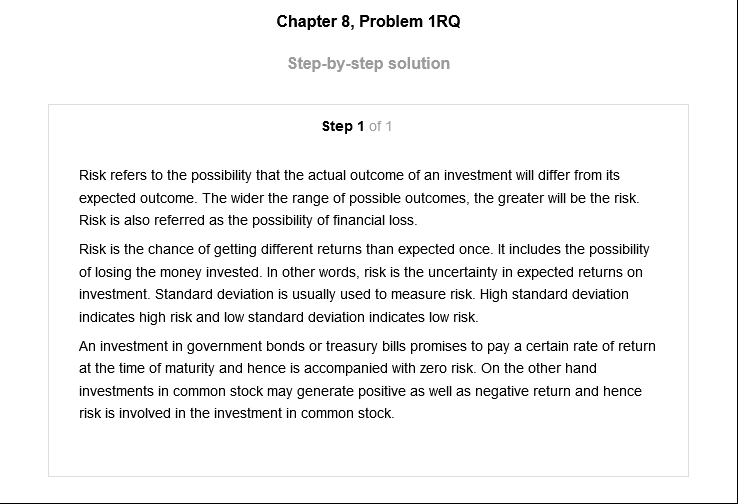 Chapter 8, Problem 1RQ
Step-by-step solution
Step 1 of 1
Risk refers to the possibility that the actual outcome of an investment will differ from its
expected outcome. The wider the range of possible outcomes, the greater will be the risk.
Risk is also referred as the possibility of financial loss.
Risk is the chance of getting different returns than expected once. It includes the possibility
of losing the money invested. In other words, risk is the uncertainty in expected returns on
investment. Standard deviation is usually used to measure risk. High standard deviation
indicates high risk and low standard deviation indicates low risk.
An investment in government bonds or treasury bills promises to pay a certain rate of return
at the time of maturity and hence is accompanied with zero risk. On the other hand
investments in common stock may generate positive as well as negative return and hence
risk is involved in the investment in common stock.